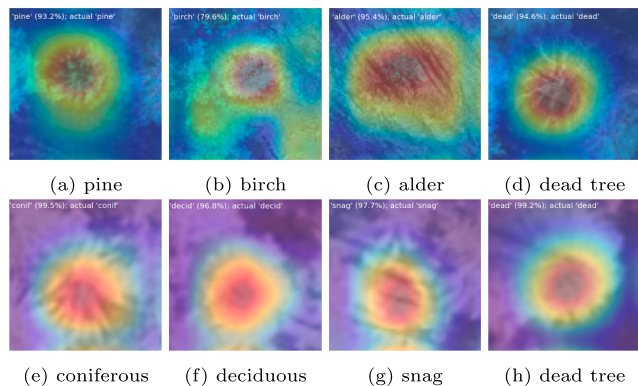 'pine' (93.2%); actual 'pine'
'birch' (79.6%); actual 'birch'
'alder' (95.4%); actual 'alder'
'dead' (94.6%); actual 'dead'
(a) pine
(b) birch
(c) alder
(d) dead tree
'conif' (99.5%); actual 'conif'
'decid' (96.8%); actual 'decid'
'snag' (97.7%); actual 'snag'
'dead' (99.2%); actual 'dead'
(e) coniferous
(f) deciduous
(g) snag
(h) dead tree